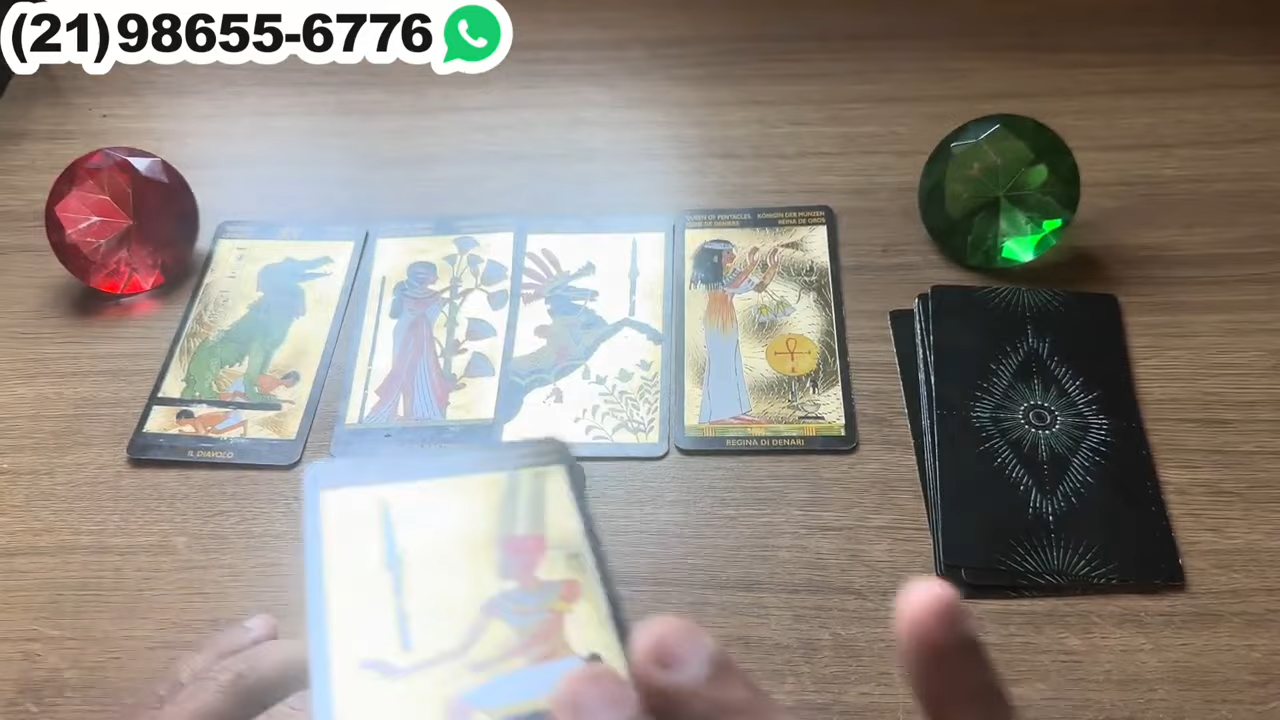 (21)98655-6776
QUEEN OF PENTACLES KÖNIGIN DER MÜNZEN
REINA DE OROS
IL DIAVOLO
REGINA DI DENARI